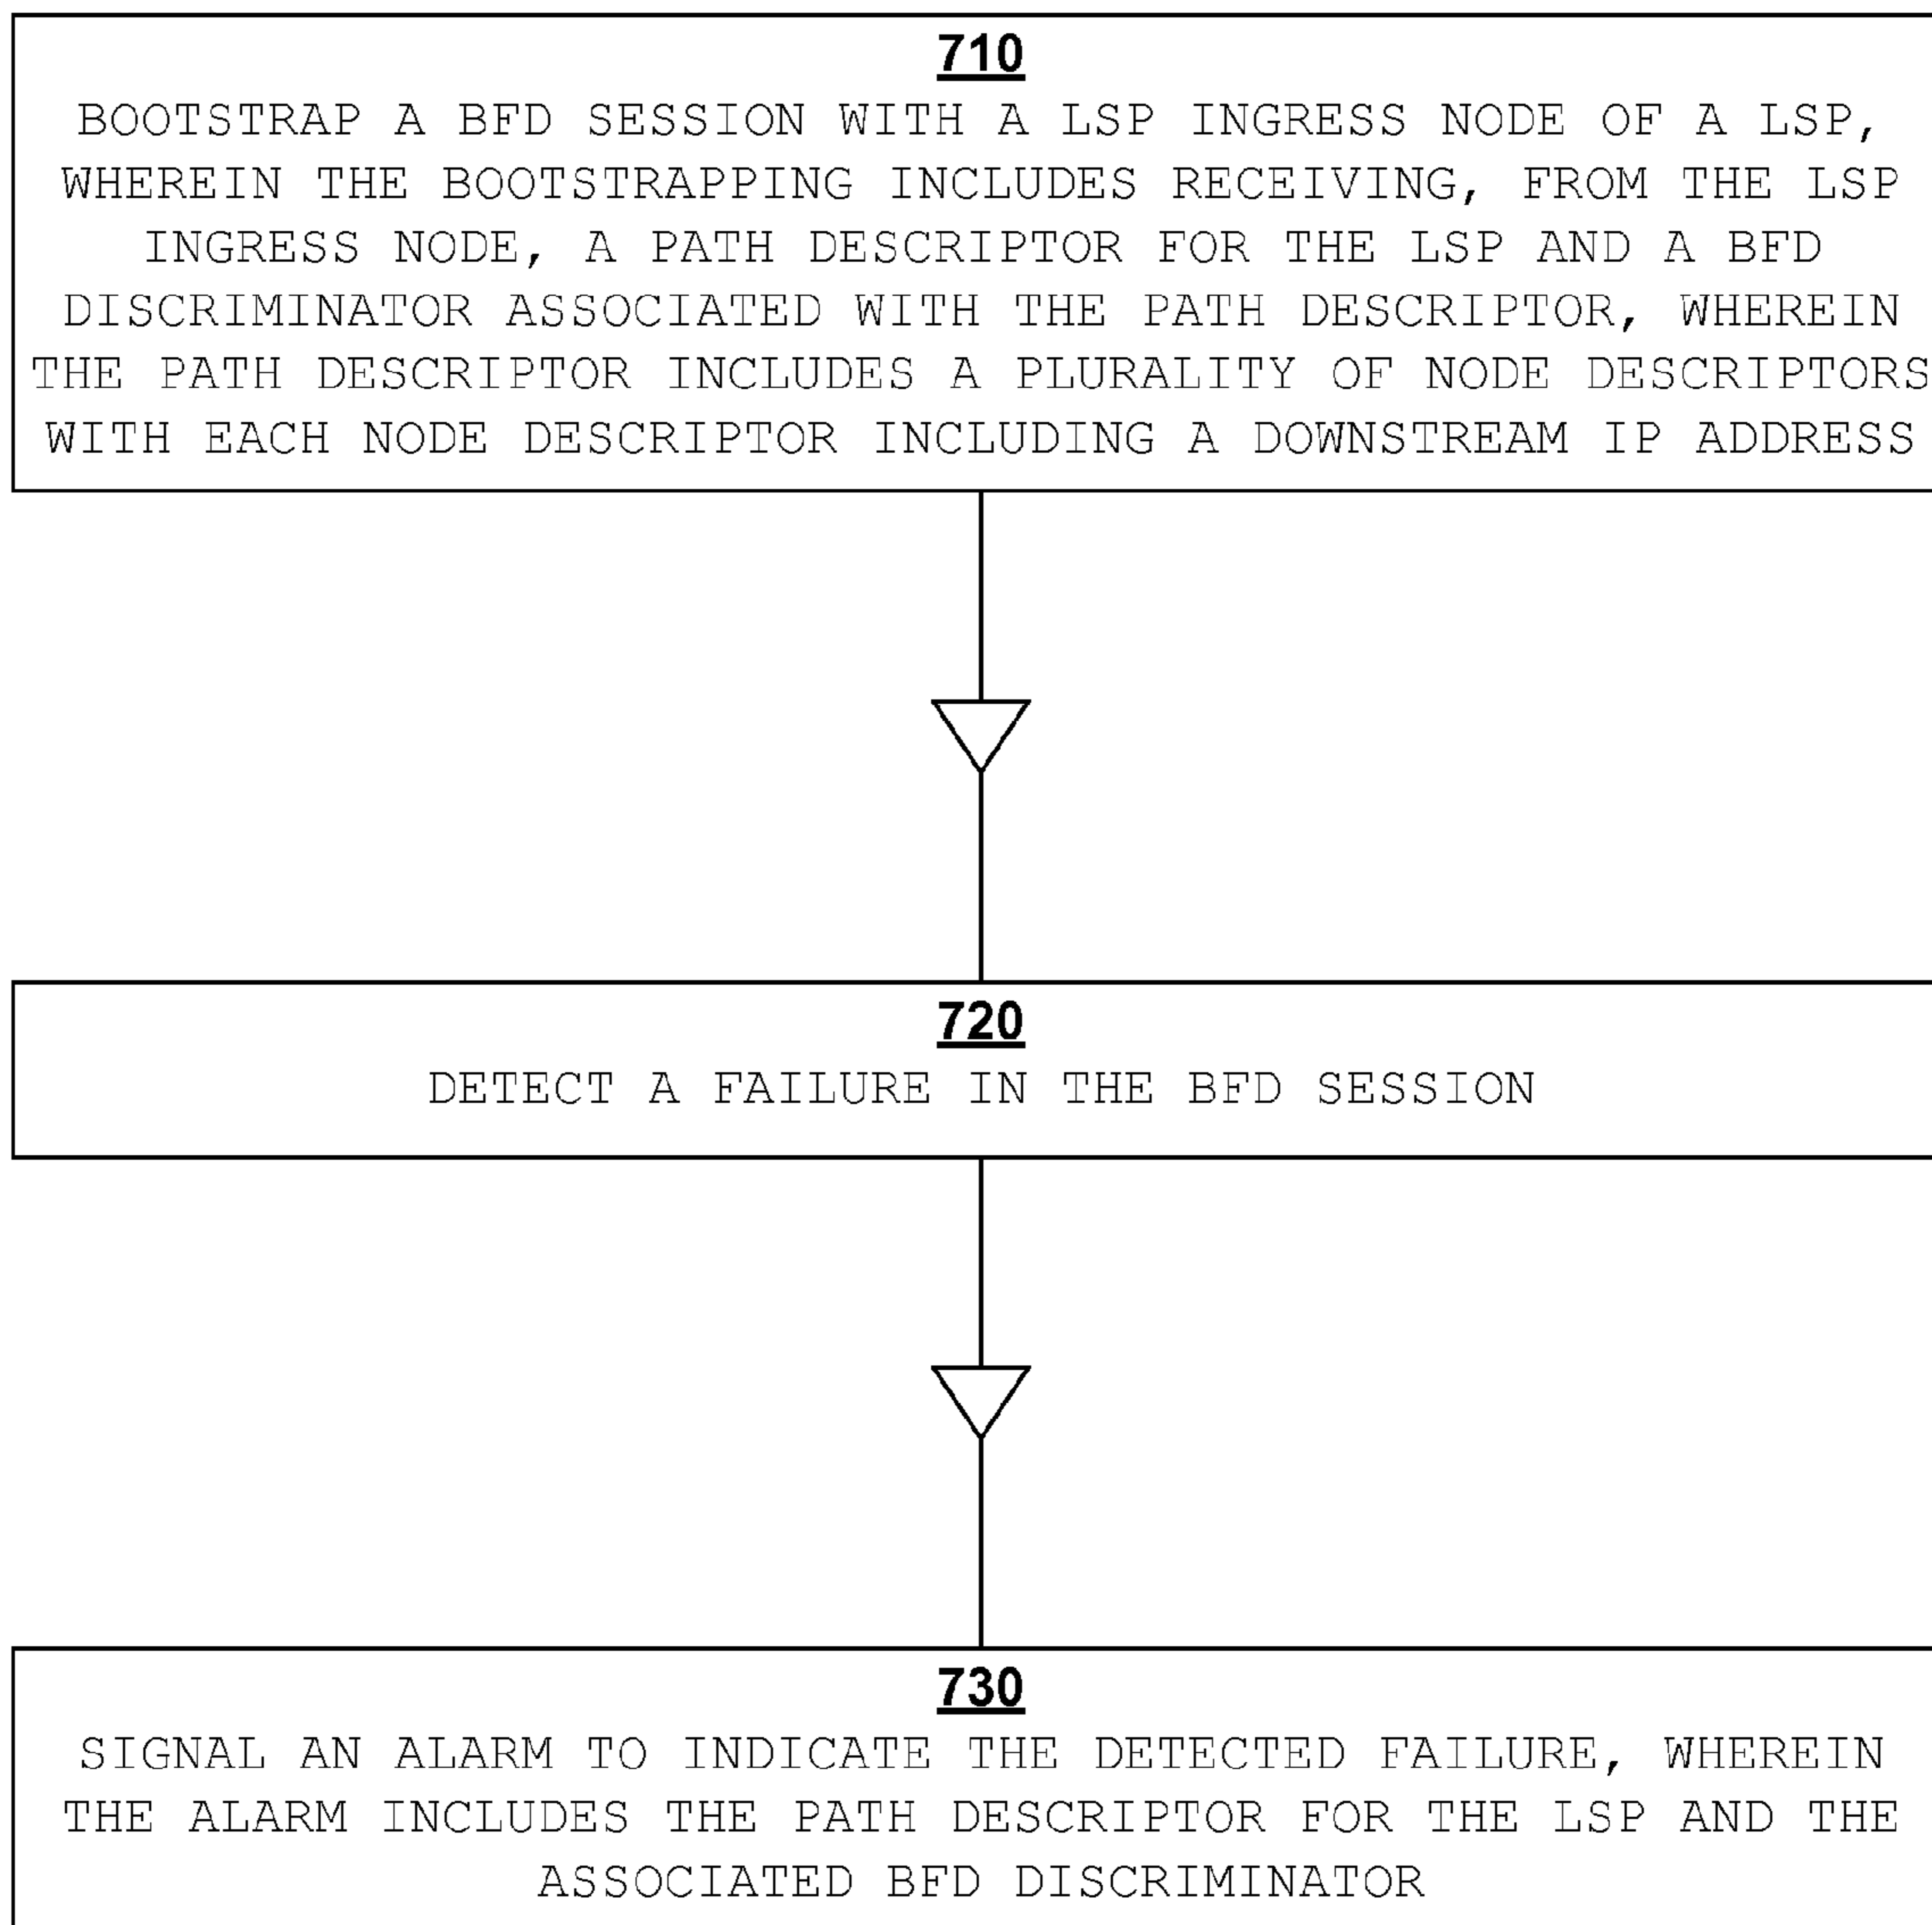 710
BOOTSTRAP A BFD SESSION WITH A LSP INGRESS NODE OF A LSP,
WHEREIN THE BOOTSTRAPPING INCLUDES RECEIVING, FROM THE LSP
INGRESS NODE, A PATH DESCRIPTOR FOR THE LSP AND A BFD
DISCRIMINATOR ASSOCIATED WITH THE PATH DESCRIPTOR, WHEREIN
THE PATH DESCRIPTOR INCLUDES A PLURALITY OF NODE DESCRIPTORS
WITH EACH NODE DESCRIPTOR INCLUDING A DOWNSTREAM IP ADDRESS
720
DETECT A FAILURE IN THE BFD SESSION
730
SIGNAL AN ALARM TO INDICATE THE DETECTED FAILURE, WHEREIN
THE ALARM INCLUDES THE PATH DESCRIPTOR FOR THE LSP AND THE
ASSOCIATED BFD DISCRIMINATOR